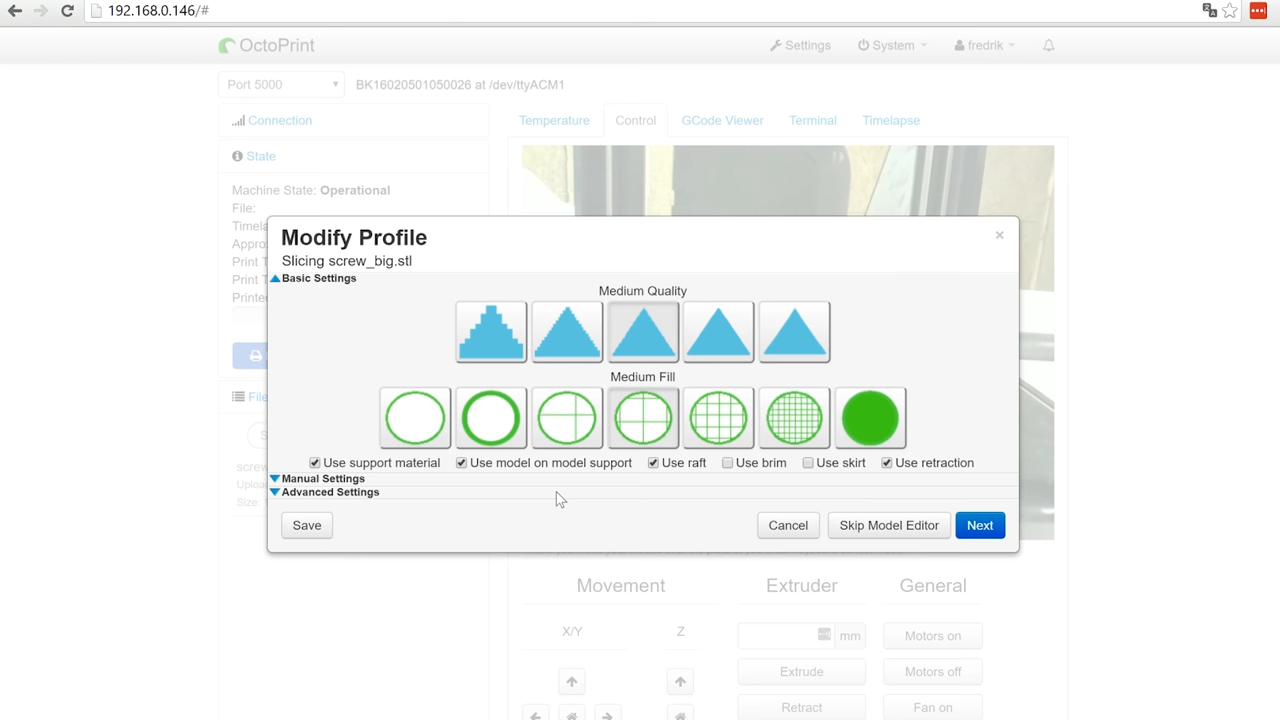 192.168.0.146/#
OctoPrint
Settings
System
fredrik
Port 5000
BK16020501050026 at /dev/ttyACM1
Connection
Temperature
Control
GCode Viewer
Terminal
Timelapse
State
Machine State: Operational
File:
Modify Profile
×
Slicing screw_big.stl
Basic Settings
Medium Quality
Medium Fill
Use support material
Use model on model support
Use raft
Use brim
Use skirt
Use retraction
Manual Settings
Advanced Settings
Save
Cancel
Skip Model Editor
Next
Movement
Extruder
General
X/Y
Z
mm
Motors on
Extrude
Motors off
Retract
Fan on